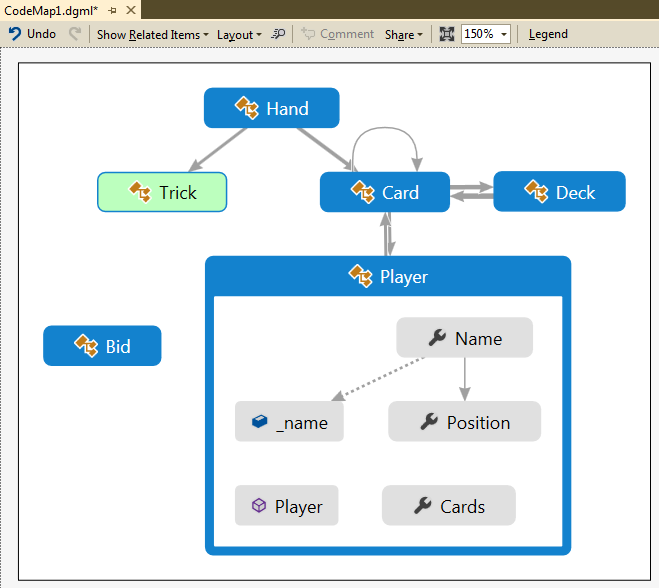 CodeMap1.dgml*
Undo Show Related Items Layout Comment Share 150% Legend
Hand
Trick Card Deck
Player
Bid
Name
_name Position
Player Cards